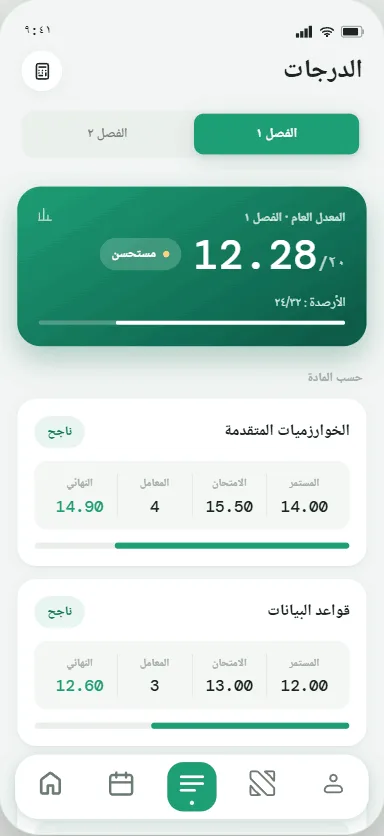 ٩:٤١
الدرجات
الفصل ١
الفصل ٢
المعدل العام · الفصل ١
12.28/٢٠
مستحسن
الأرصدة : ٢٤/٣٢
حسب المادة
الخوارزميات المتقدمة
ناجح
المستمر الامتحان المعامل النهائي
14.00 15.50 4 14.90
قواعد البيانات
ناجح
المستمر الامتحان المعامل النهائي
12.00 13.00 3 12.60